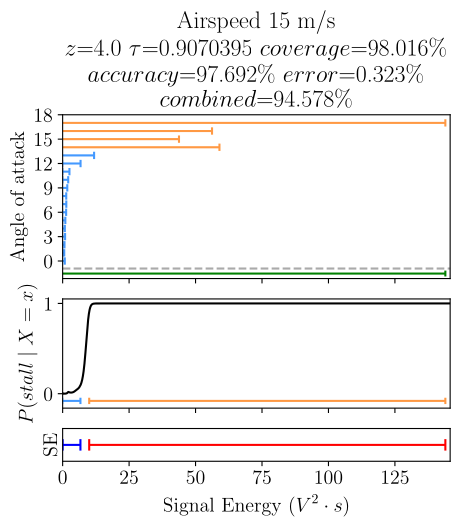 Airspeed 15 m/s
z=4.0 τ=0.9070395 coverage=98.016%
accuracy=97.692% error=0.323%
combined=94.578%
18
15
12
9
6
3
0
Angle of attack
1
0
P(stall | X = x)
SE
0 25 50 75 100 125
Signal Energy (V² · s)